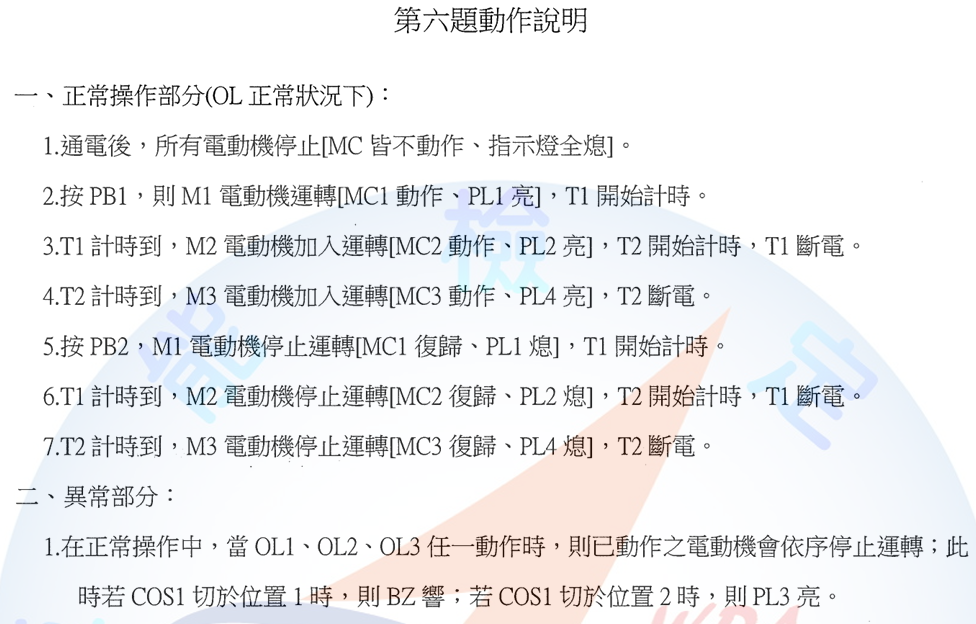 第六題動作說明
一、正常操作部分(OL 正常狀況下)：
1.通電後，所有電動機停止[MC 皆不動作、指示燈全熄]。
2.按 PB1，則 M1 電動機運轉[MC1 動作、PL1 亮]，T1 開始計時。
3.T1 計時到，M2 電動機加入運轉[MC2 動作、PL2 亮]，T2 開始計時，T1 斷電。
4.T2 計時到，M3 電動機加入運轉[MC3 動作、PL4 亮]，T2 斷電。
5.按 PB2，M1 電動機停止運轉[MC1 復歸、PL1 熄]，T1 開始計時。
6.T1 計時到，M2 電動機停止運轉[MC2 復歸、PL2 熄]，T2 開始計時，T1 斷電。
7.T2 計時到，M3 電動機停止運轉[MC3 復歸、PL4 熄]，T2 斷電。
二、異常部分：
1.在正常操作中，當 OL1、OL2、OL3 任一動作時，則已動作之電動機會依序停止運轉；此
時若 COS1 切於位置 1 時，則 BZ 響；若 COS1 切於位置 2 時，則 PL3 亮。
能檢定